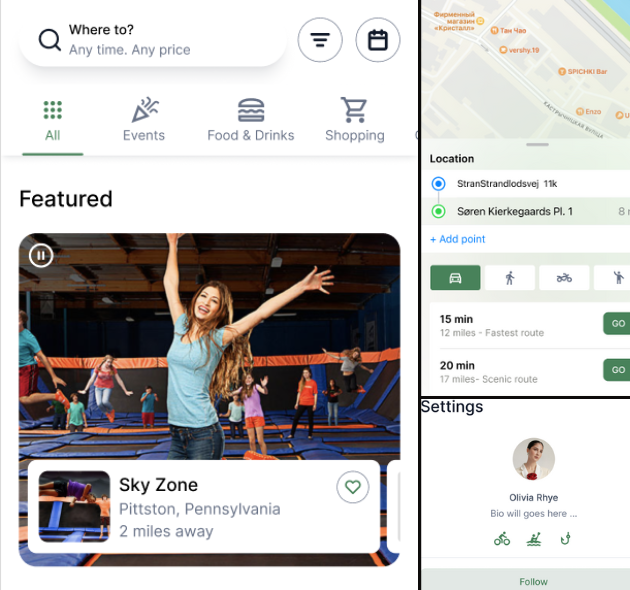 Where to?
Any time. Any price
All
Events
Food & Drinks
Shopping
Featured
Sky Zone
Pittston, Pennsylvania
2 miles away
Фирменный
магазин
«Кристалл»
Тан Чао
vershy.19
SPICHKI Bar
Enzo
КАСТРЫЧНІЦКАЯ ВУЛІЦА
Location
StranStrandlodsvej 11k
Søren Kierkegaards Pl. 1
8
+ Add point
15 min
12 miles - Fastest route
GO
20 min
17 miles- Scenic route
GO
Settings
Olivia Rhye
Bio will goes here ...
Follow